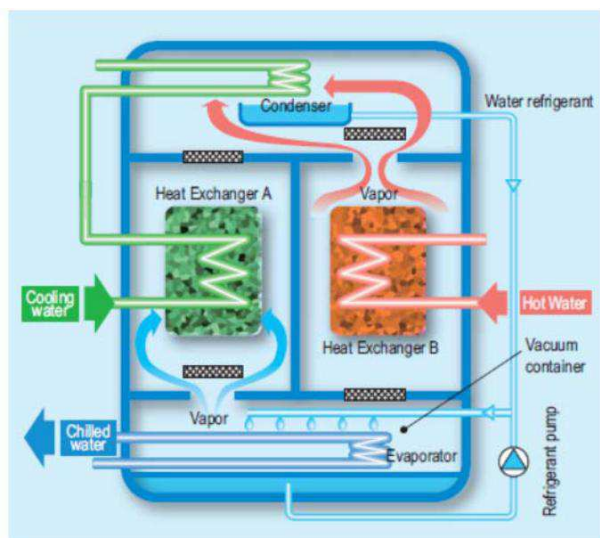 Condenser
Water refrigerant
Heat Exchanger A
Vapor
Cooling
water
Hot Water
Heat Exchanger B
Vacuum
container
Vapor
Chilled
water
Evaporator
Refrigerant pump